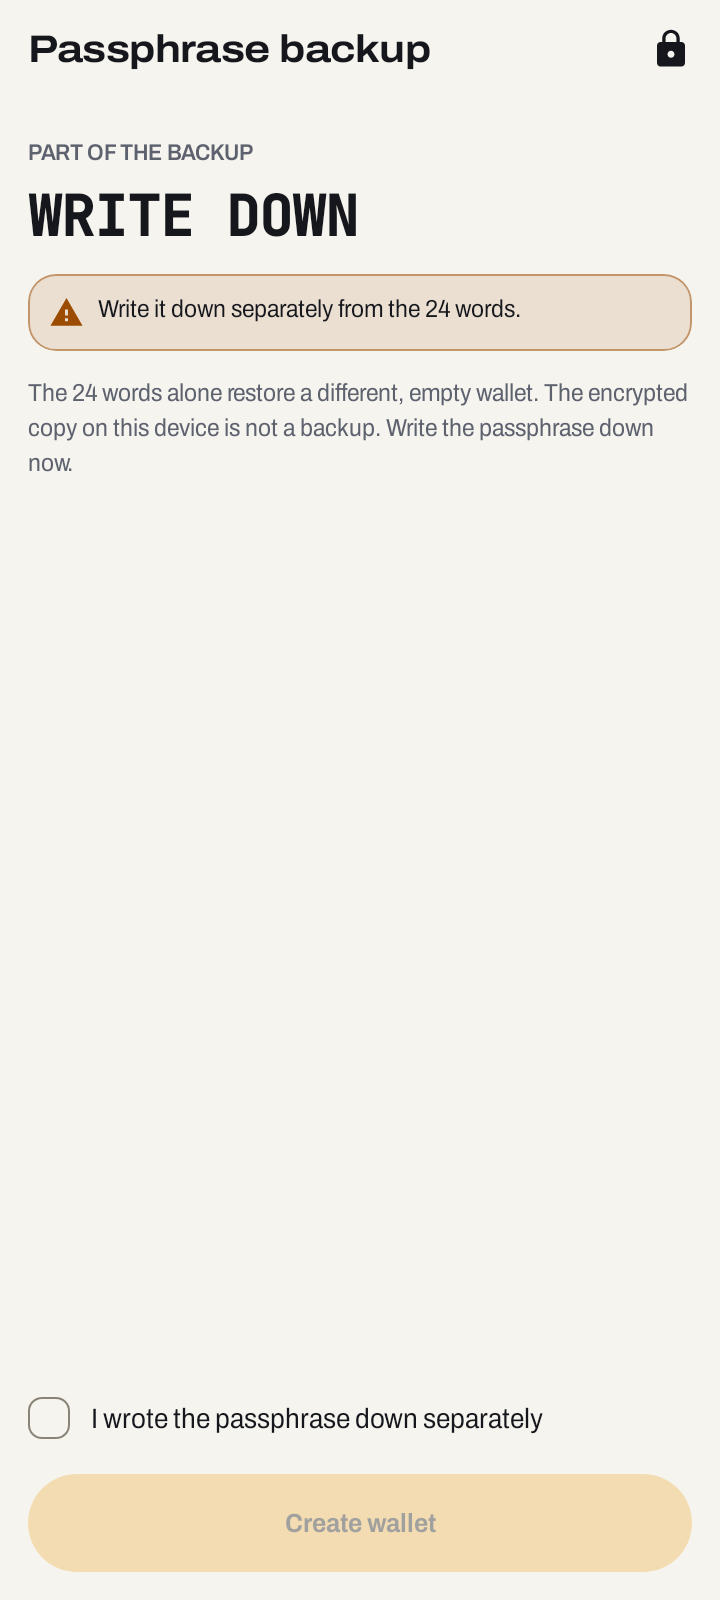 Passphrase backup
PART OF THE BACKUP
WRITE DOWN
Write it down separately from the 24 words.
The 24 words alone restore a different, empty wallet. The encrypted
copy on this device is not a backup. Write the passphrase down
now.
I wrote the passphrase down separately
Create wallet